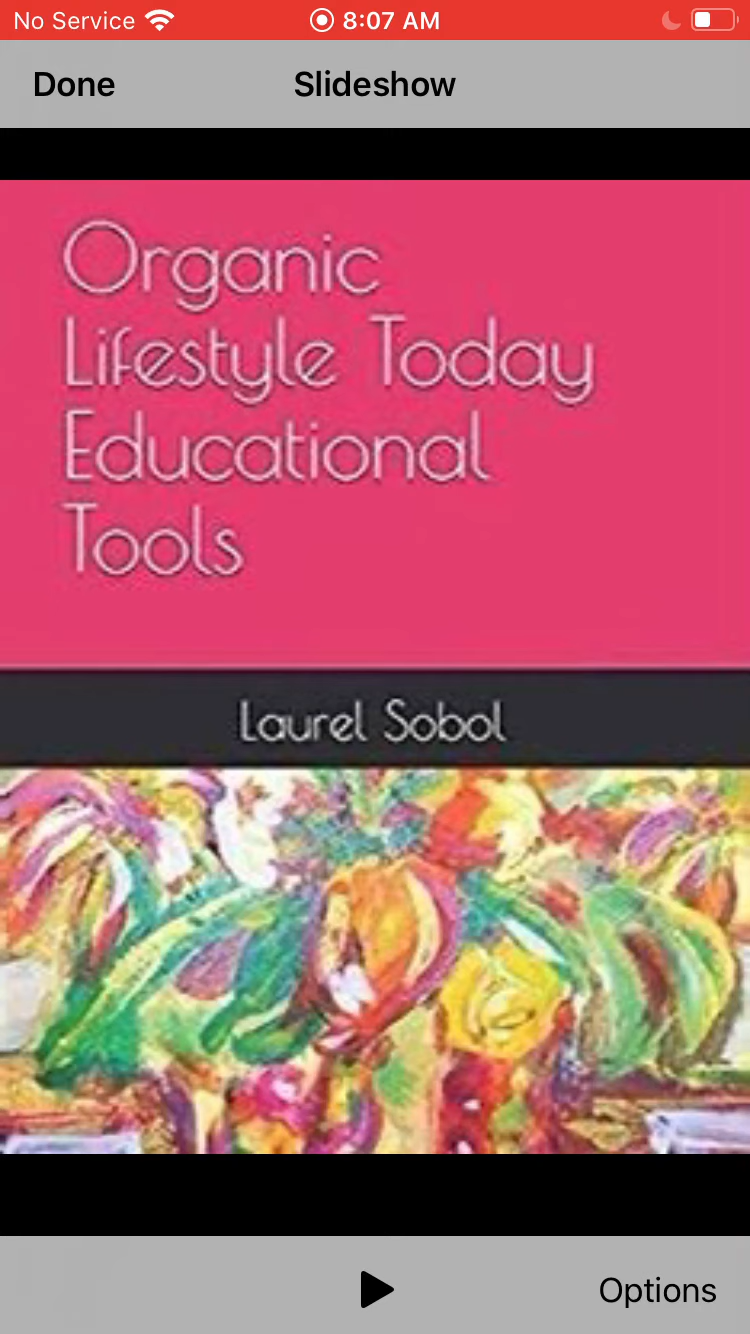 No Service 8:07 AM
Done Slideshow
Organic
Lifestyle Today
Educational
Tools
Laurel Sobol
Options